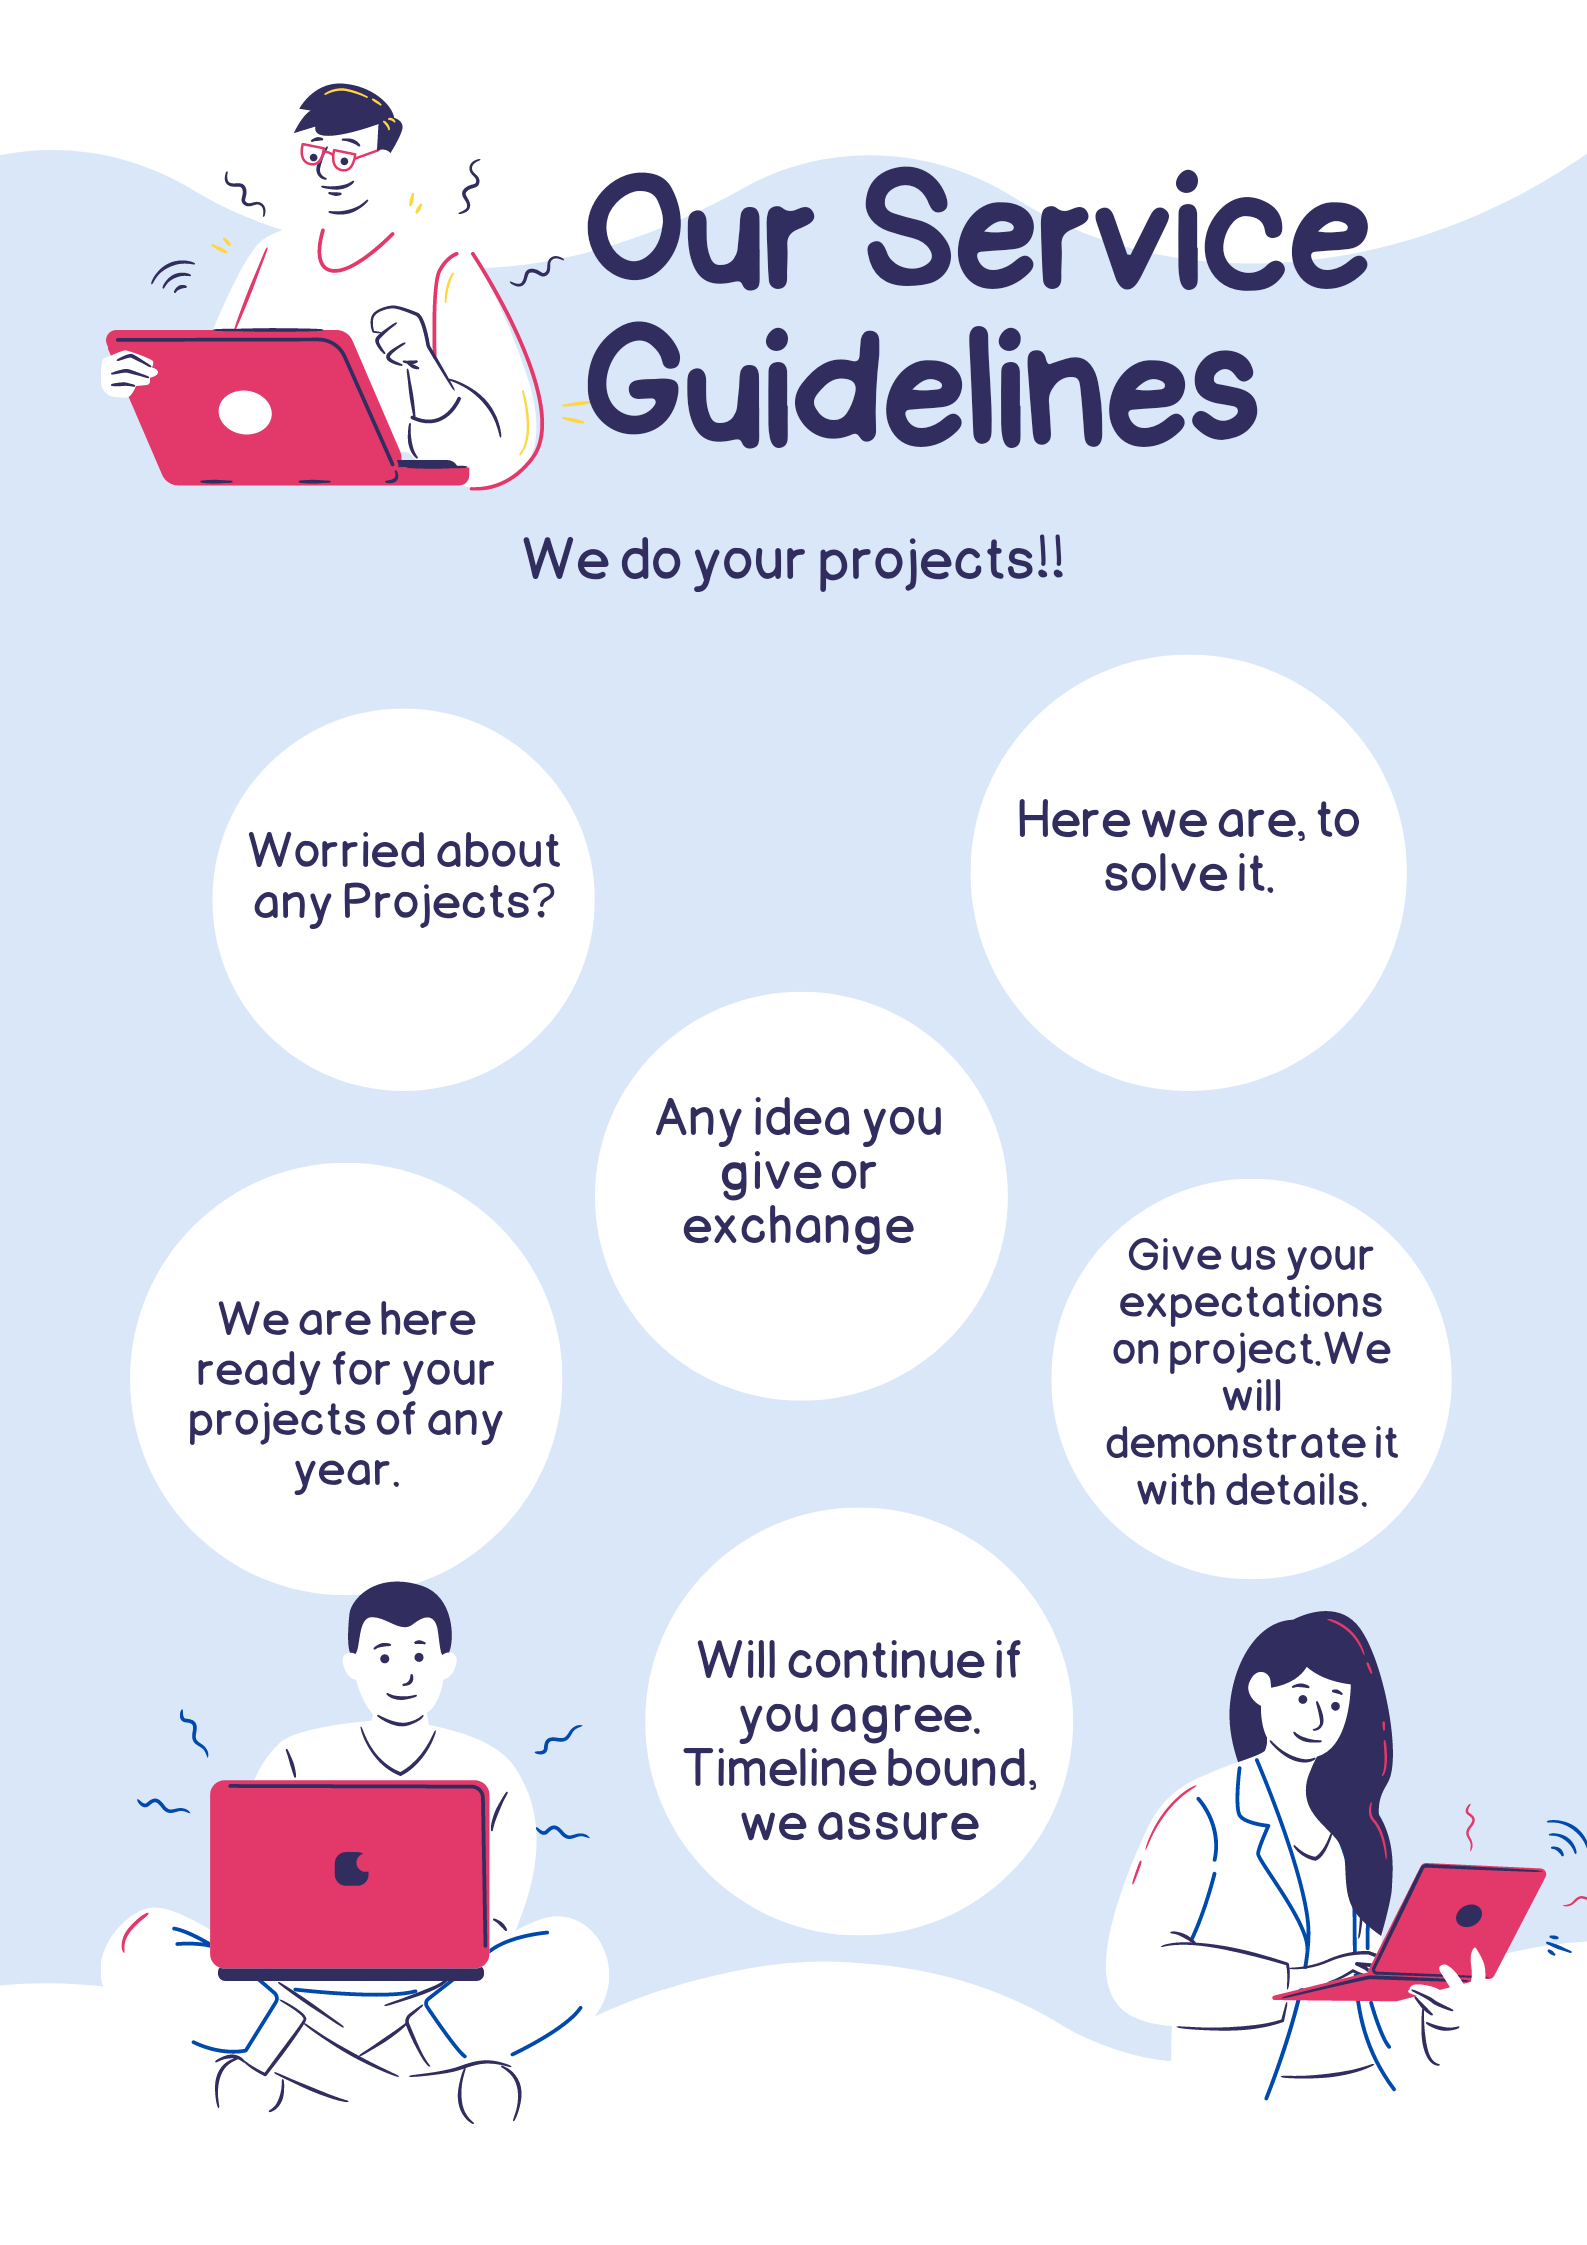 Our Service
Guidelines
We do your projects!!
Worried about
any Projects?
Here we are, to
solve it.
Any idea you
give or
exchange
We are here
ready for your
projects of any
year.
Give us your
expectations
on project.We
will
demonstrate it
with details.
Will continue if
you agree.
Timeline bound,
we assure